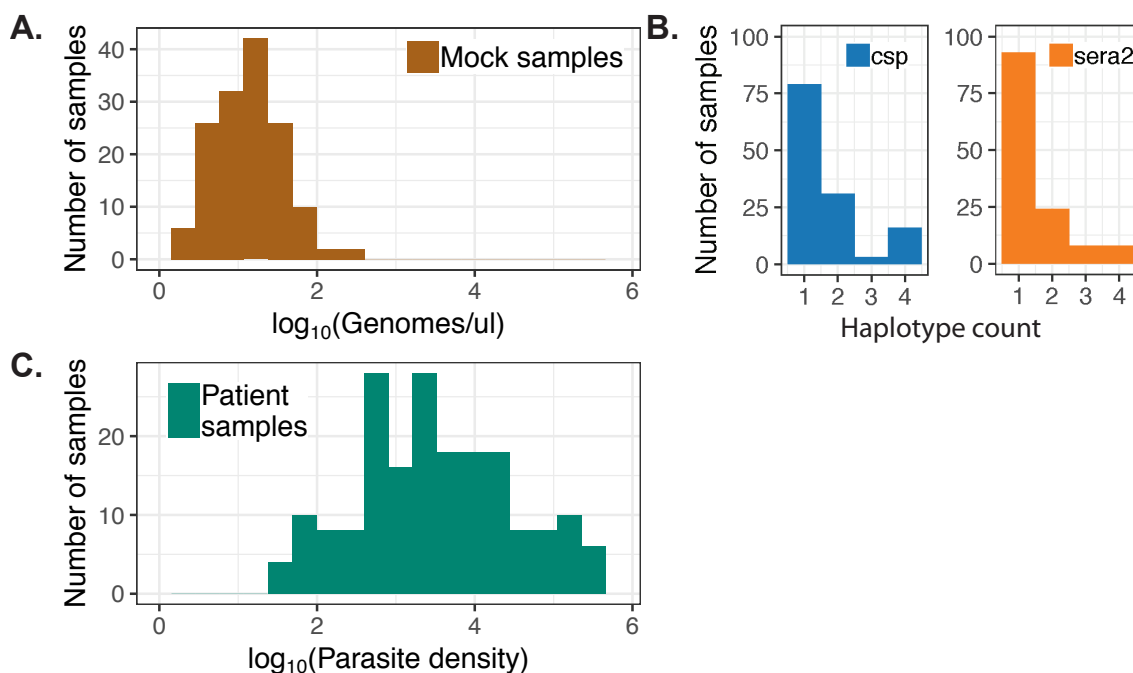 A.
Number of samples
40
30
20
10
0
Mock samples
0 2 4 6
log₁₀(Genomes/ul)
B.
Number of samples
100
75
50
25
0
csp
1 2 3 4
100
75
50
25
0
sera2
1 2 3 4
Haplotype count
C.
Number of samples
20
10
0
Patient
samples
0 2 4 6
log₁₀(Parasite density)